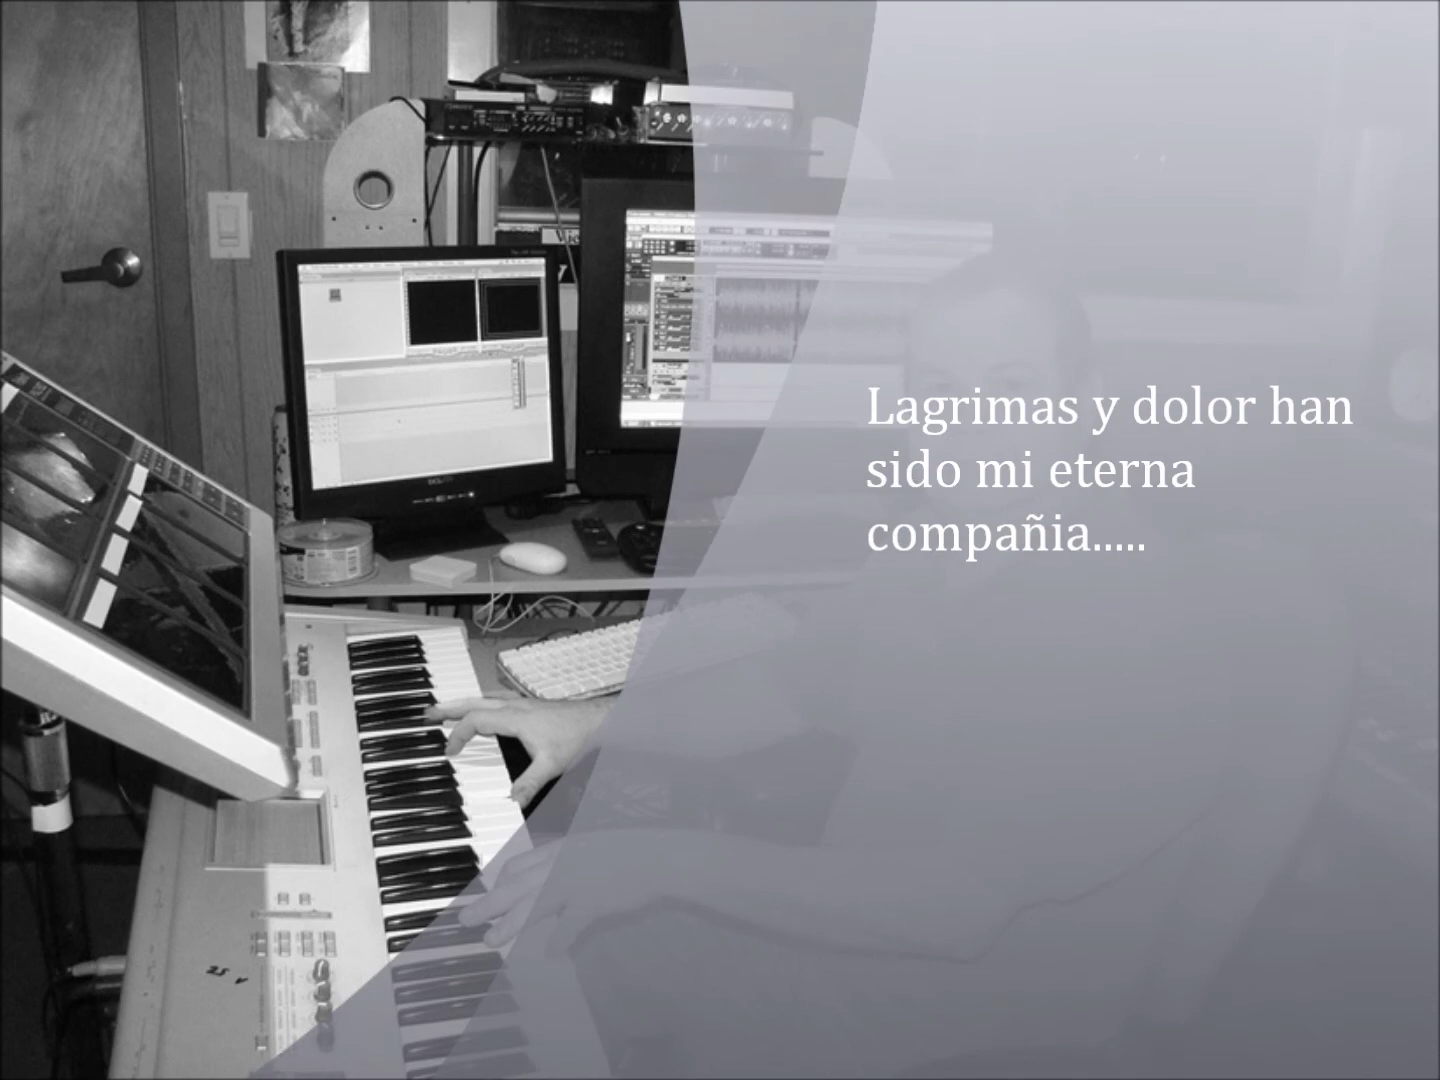 Lagrimas y dolor han
sido mi eterna
compañia.....